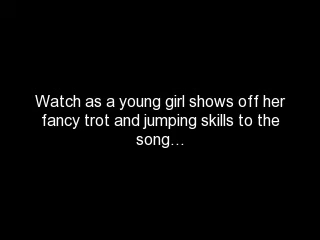 Watch as a young girl shows off her
fancy trot and jumping skills to the
song…